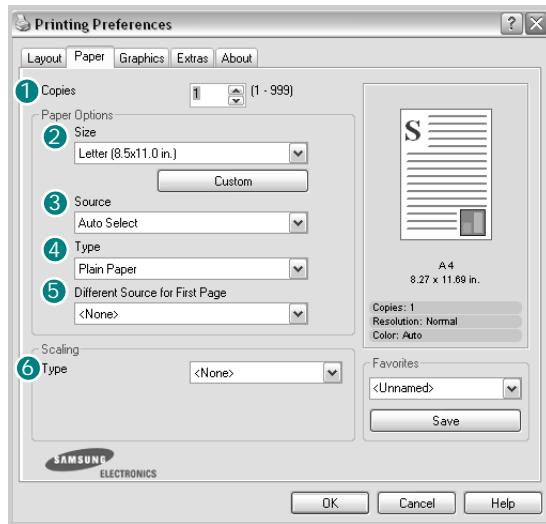 Printing Preferences
Layout Paper Graphics Extras About
1 Copies 1 (1 - 999)
Paper Options
2 Size
Letter (8.5x11.0 in.)
Custom
3 Source
Auto Select
4 Type
Plain Paper
5 Different Source for First Page
<None>
6 Scaling
Type <None>
S
A4
8.27 x 11.69 in.
Copies: 1
Resolution: Normal
Color: Auto
Favorites
<Unnamed>
Save
SAMSUNG
ELECTRONICS
OK Cancel Help